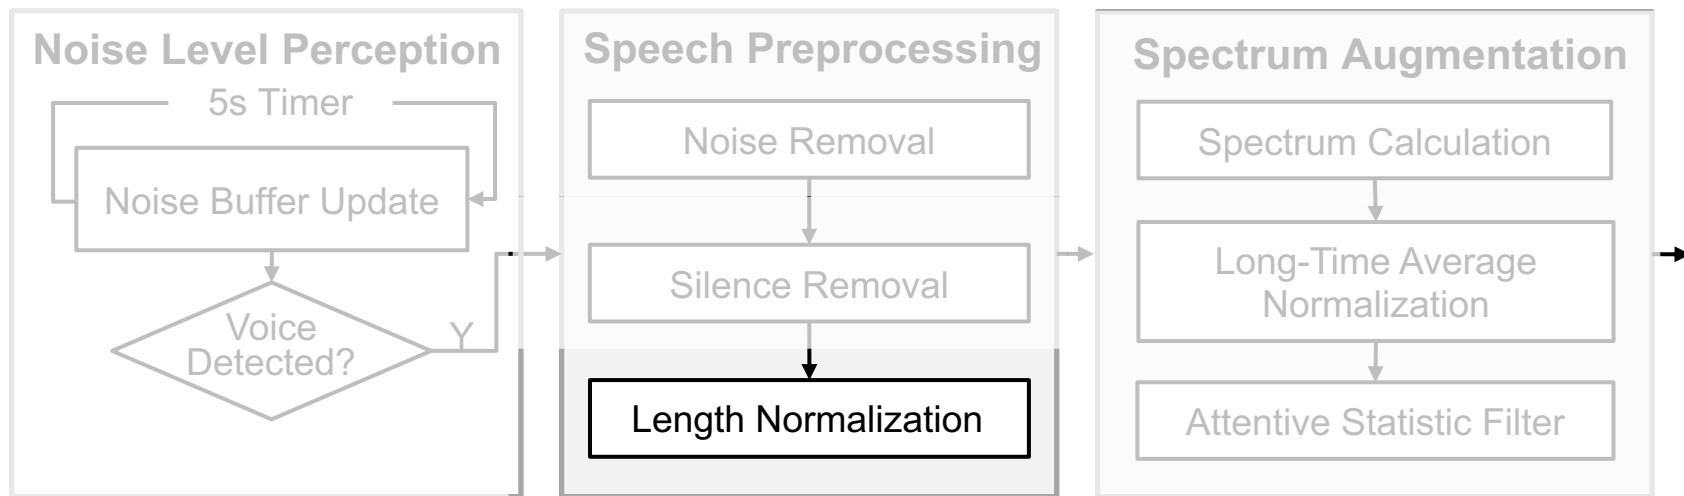 Noise Level Perception
5s Timer
Noise Buffer Update
Voice
Detected?
Y
Speech Preprocessing
Noise Removal
Silence Removal
Length Normalization
Spectrum Augmentation
Spectrum Calculation
Long-Time Average
Normalization
Attentive Statistic Filter